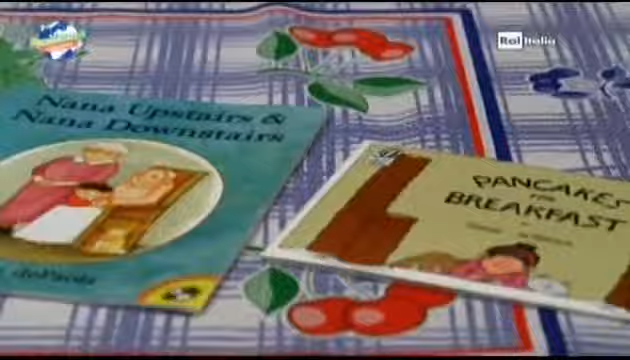 Nana Upstairs &
Nana Downstairs
dePaola
PANCAKES
FOR
BREAKFAST
Rai Italia